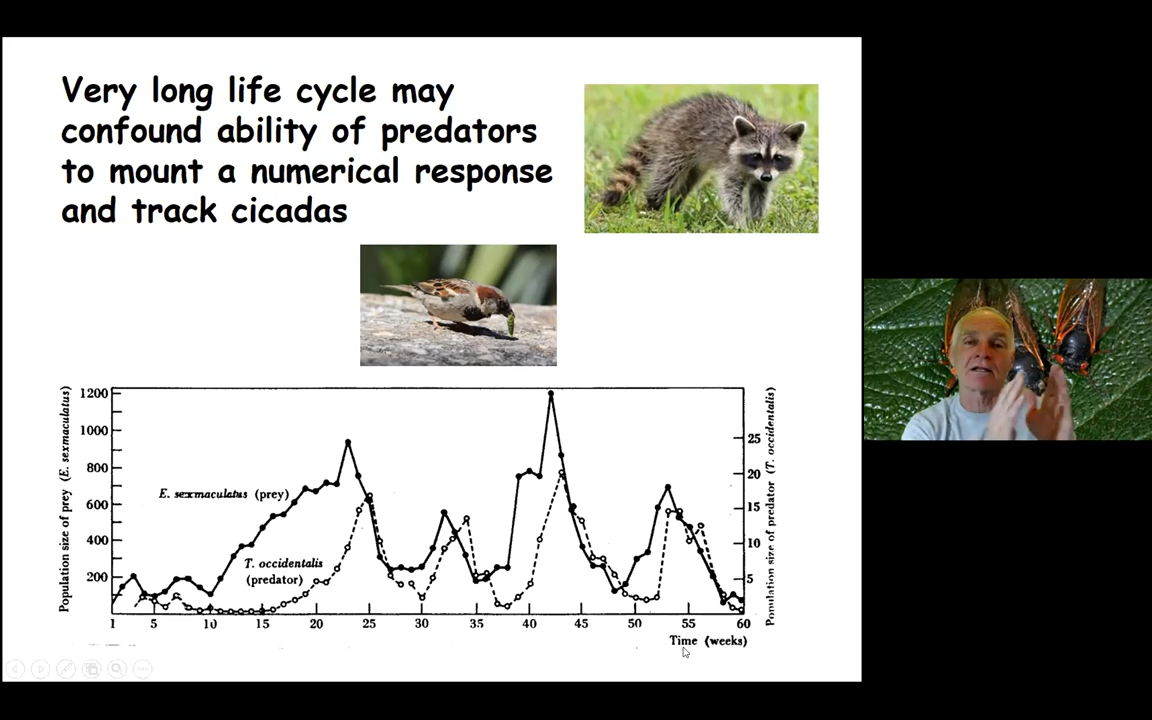 Very long life cycle may
confound ability of predators
to mount a numerical response
and track cicadas
Population size of prey (E. sexmaculatus)
1200
1000
800
600
400
200
E. sexmaculatus (prey)
T. occidentalis
(predator)
25
20
15
10
5
Population size of predator (T. occidentalis)
1 5 10 15 20 25 30 35 40 45 50 55 60
Time (weeks)